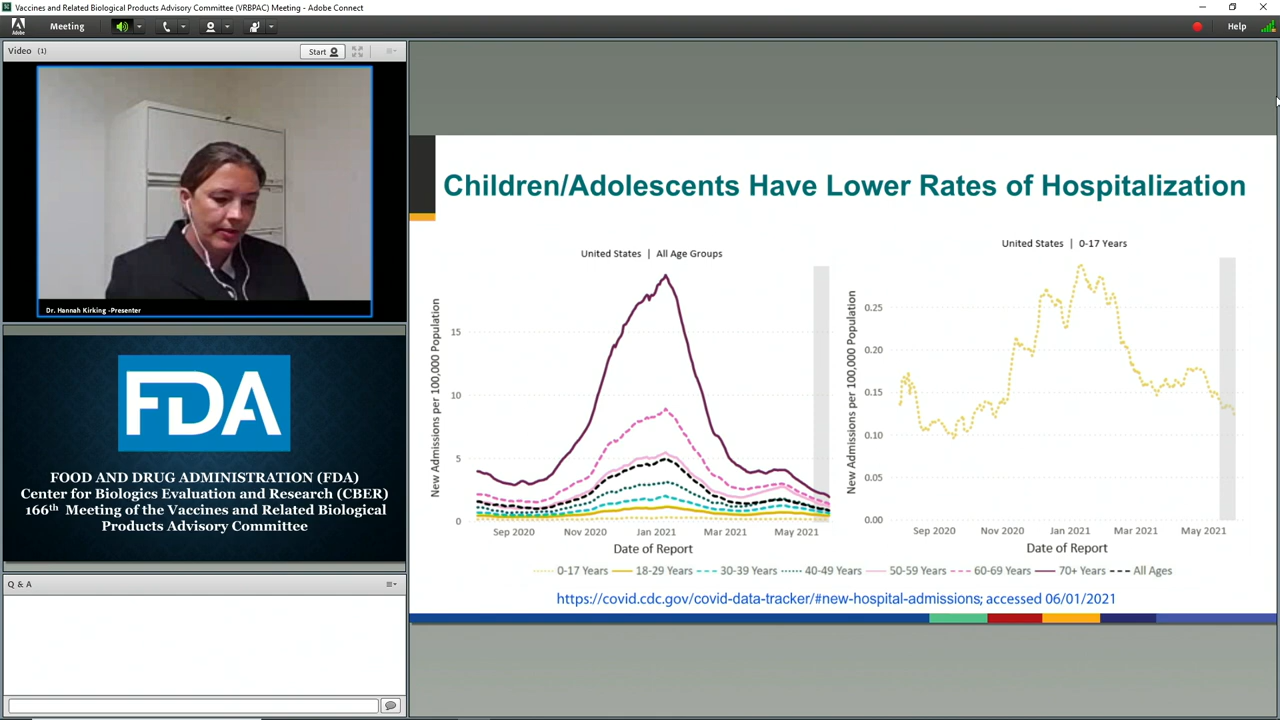 Vaccines and Related Biological Products Advisory Committee (VRBPAC) Meeting - Adobe Connect
Adobe
Meeting
Help
Video (1)
Start
Dr. Hannah Kirking -Presenter
FDA
FOOD AND DRUG ADMINISTRATION (FDA)
Center for Biologics Evaluation and Research (CBER)
166th Meeting of the Vaccines and Related Biological
Products Advisory Committee
Q & A
Children/Adolescents Have Lower Rates of Hospitalization
United States | All Age Groups
New Admissions per 100,000 Population
15
10
5
0
Sep 2020 Nov 2020 Jan 2021 Mar 2021 May 2021
Date of Report
United States | 0-17 Years
New Admissions per 100,000 Population
0.25
0.20
0.15
0.10
0.05
0.00
Sep 2020 Nov 2020 Jan 2021 Mar 2021 May 2021
Date of Report
0-17 Years 18-29 Years 30-39 Years 40-49 Years 50-59 Years 60-69 Years 70+ Years All Ages
https://covid.cdc.gov/covid-data-tracker/#new-hospital-admissions; accessed 06/01/2021